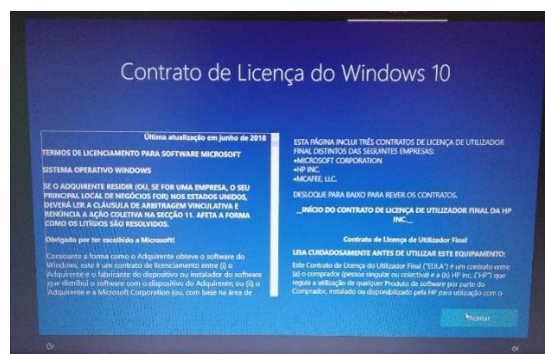 Contrato de Licença do Windows 10
Última atualização em junho de 2018
TERMOS DE LICENCIAMENTO PARA SOFTWARE MICROSOFT
SISTEMA OPERATIVO WINDOWS
SE O ADQUIRENTE RESIDIR (OU, SE FOR UMA EMPRESA, O SEU
PRINCIPAL LOCAL DE NEGÓCIOS FOR) NOS ESTADOS UNIDOS,
DEVERÁ LER A CLÁUSULA DE ARBITRAGEM VINCULATIVA E
RENÚNCIA A AÇÃO COLETIVA NA SECÇÃO 11. AFETA A FORMA
COMO OS LITÍGIOS SÃO RESOLVIDOS.
Obrigado por ter escolhido a Microsoft!
Consoante a forma como o Adquirente obteve o software do
Windows, este é um contrato de licenciamento entre (i) o
Adquirente e o fabricante do dispositivo ou instalador do software
que distribui o software com o dispositivo do Adquirente; ou (ii) o
Adquirente e a Microsoft Corporation (ou, com base na área de
ESTA PÁGINA INCLUI TRÊS CONTRATOS DE LICENÇA DE UTILIZADOR
FINAL DISTINTOS DAS SEGUINTES EMPRESAS:
•MICROSOFT CORPORATION
•HP INC.
•MCAFEE, LLC.
DESLOQUE PARA BAIXO PARA REVER OS CONTRATOS.
__INÍCIO DO CONTRATO DE LICENÇA DE UTILIZADOR FINAL DA HP
INC.__
Contrato de Licença de Utilizador Final
LEIA CUIDADOSAMENTE ANTES DE UTILIZAR ESTE EQUIPAMENTO:
Este Contrato de Licença do Utilizador Final ("EULA") é um contrato entre
(a) o comprador (pessoa singular ou colectiva) e a (b) HP Inc. ("HP") que
regula a utilização de qualquer Produto de software por parte do
Comprador, instalado ou disponibilizado pela HP para utilização com o
Aceitar